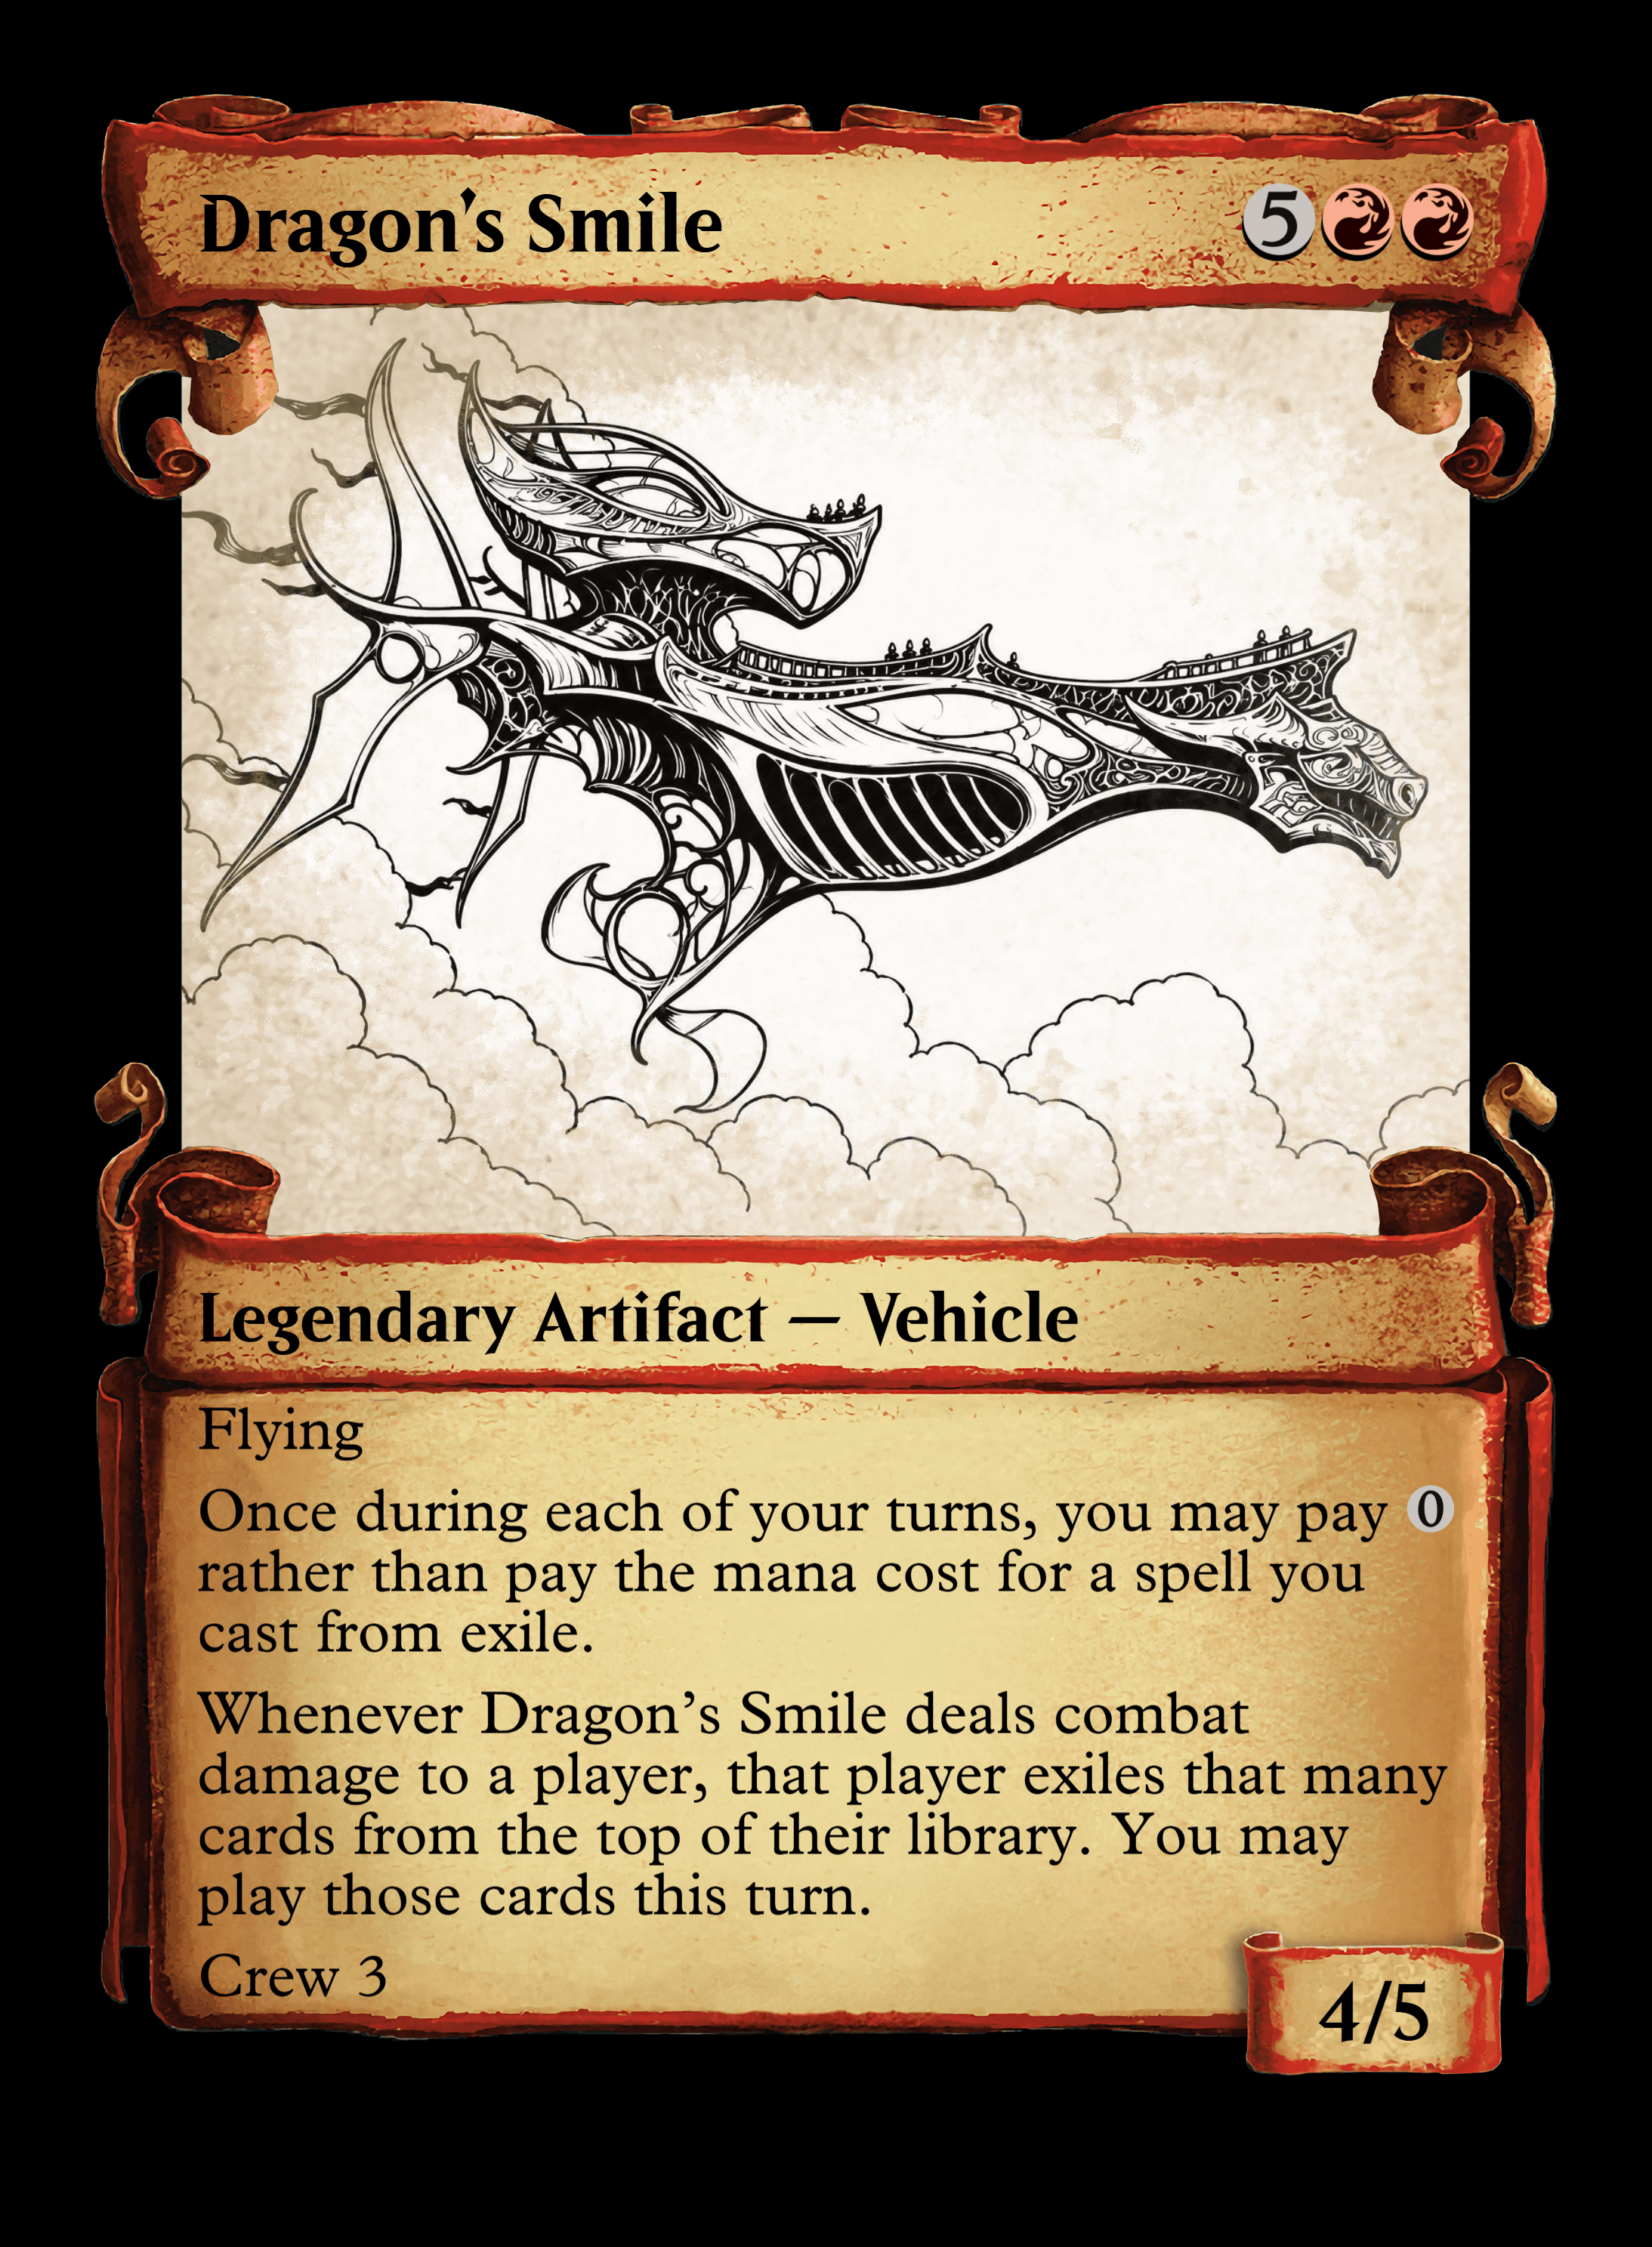 Dragon's Smile 5
Legendary Artifact — Vehicle
Flying
Once during each of your turns, you may pay 0
rather than pay the mana cost for a spell you
cast from exile.
Whenever Dragon’s Smile deals combat
damage to a player, that player exiles that many
cards from the top of their library. You may
play those cards this turn.
Crew 3
4/5